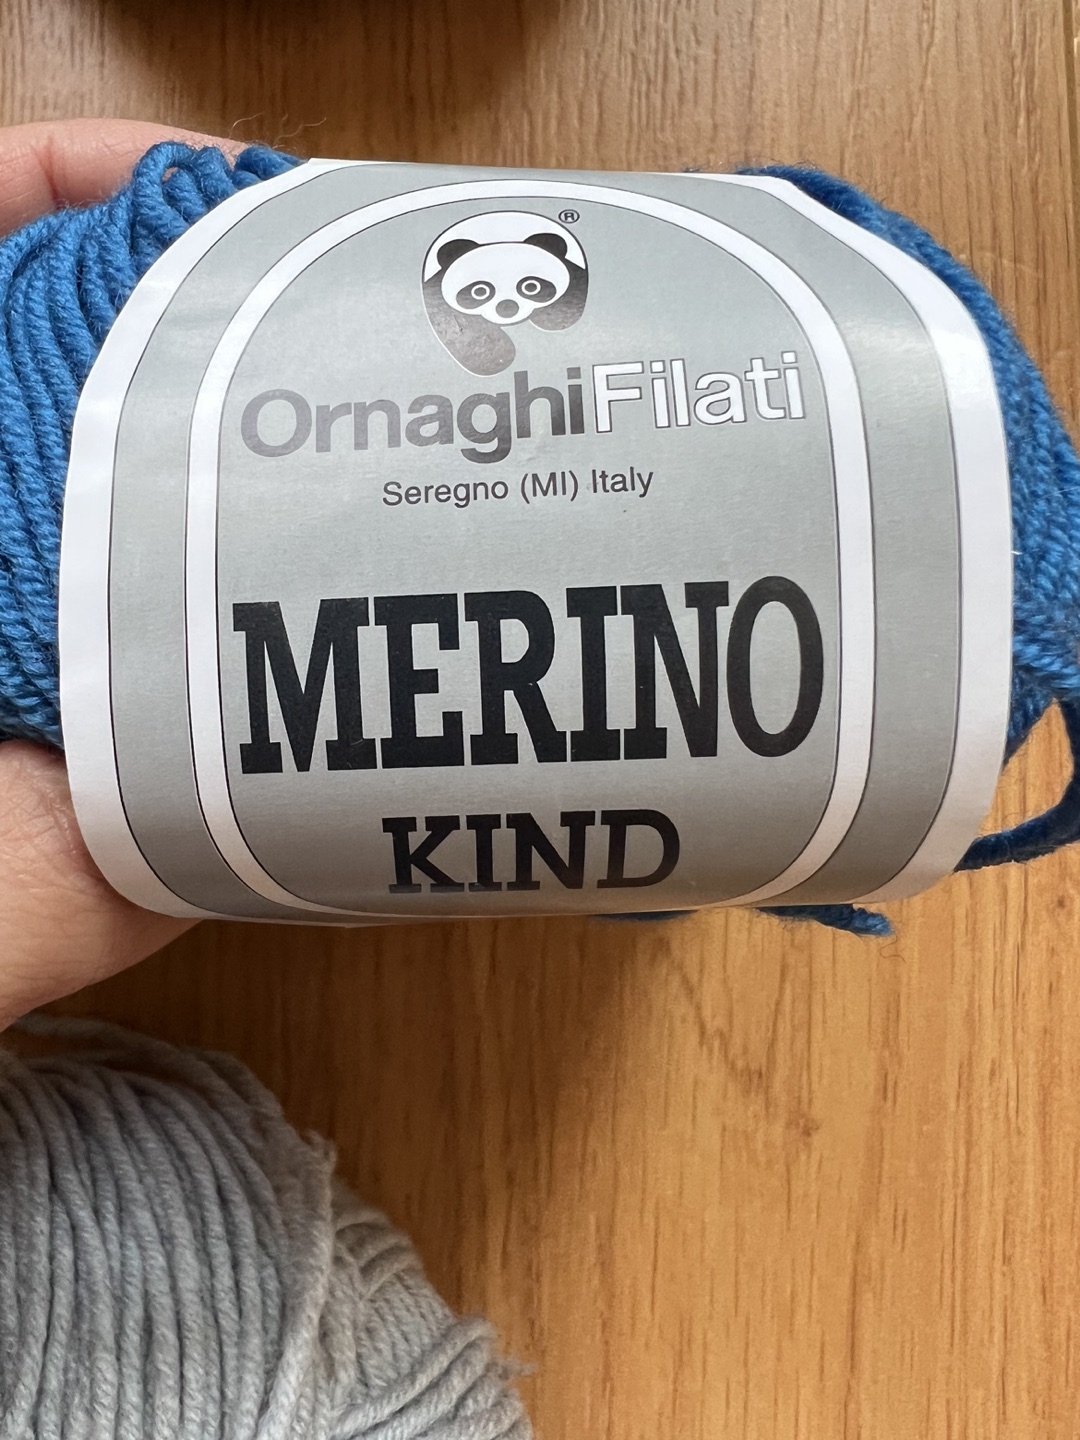 ®
OrnaghiFilati
Seregno (MI) Italy
MERINO
KIND